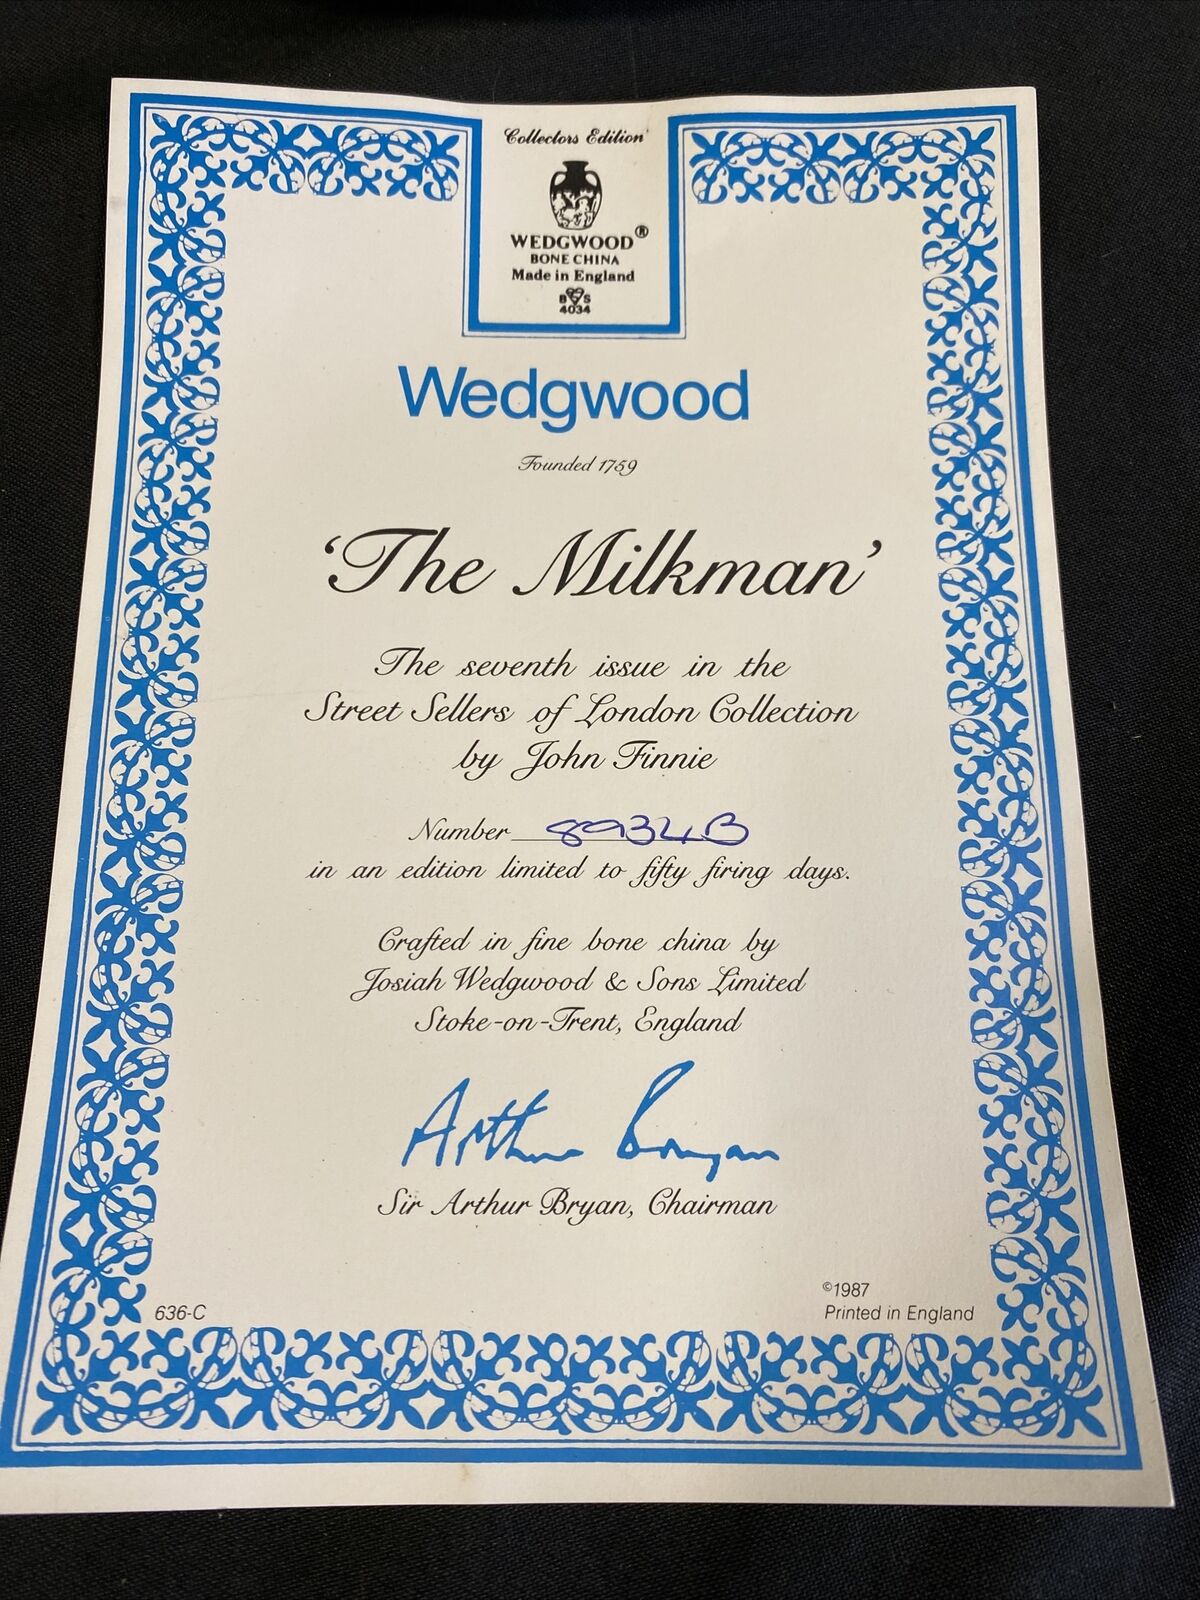 Collectors Edition
WEDGWOOD®
BONE CHINA
Made in England
B S
4034
Wedgwood
Founded 1759
‘The Milkman’
The seventh issue in the
Street Sellers of London Collection
by John Finnie
Number 8934B
in an edition limited to fifty firing days.
Crafted in fine bone china by
Josiah Wedgwood & Sons Limited
Stoke-on-Trent, England
Arthur Bryan
Sir Arthur Bryan, Chairman
636-C
©1987
Printed in England